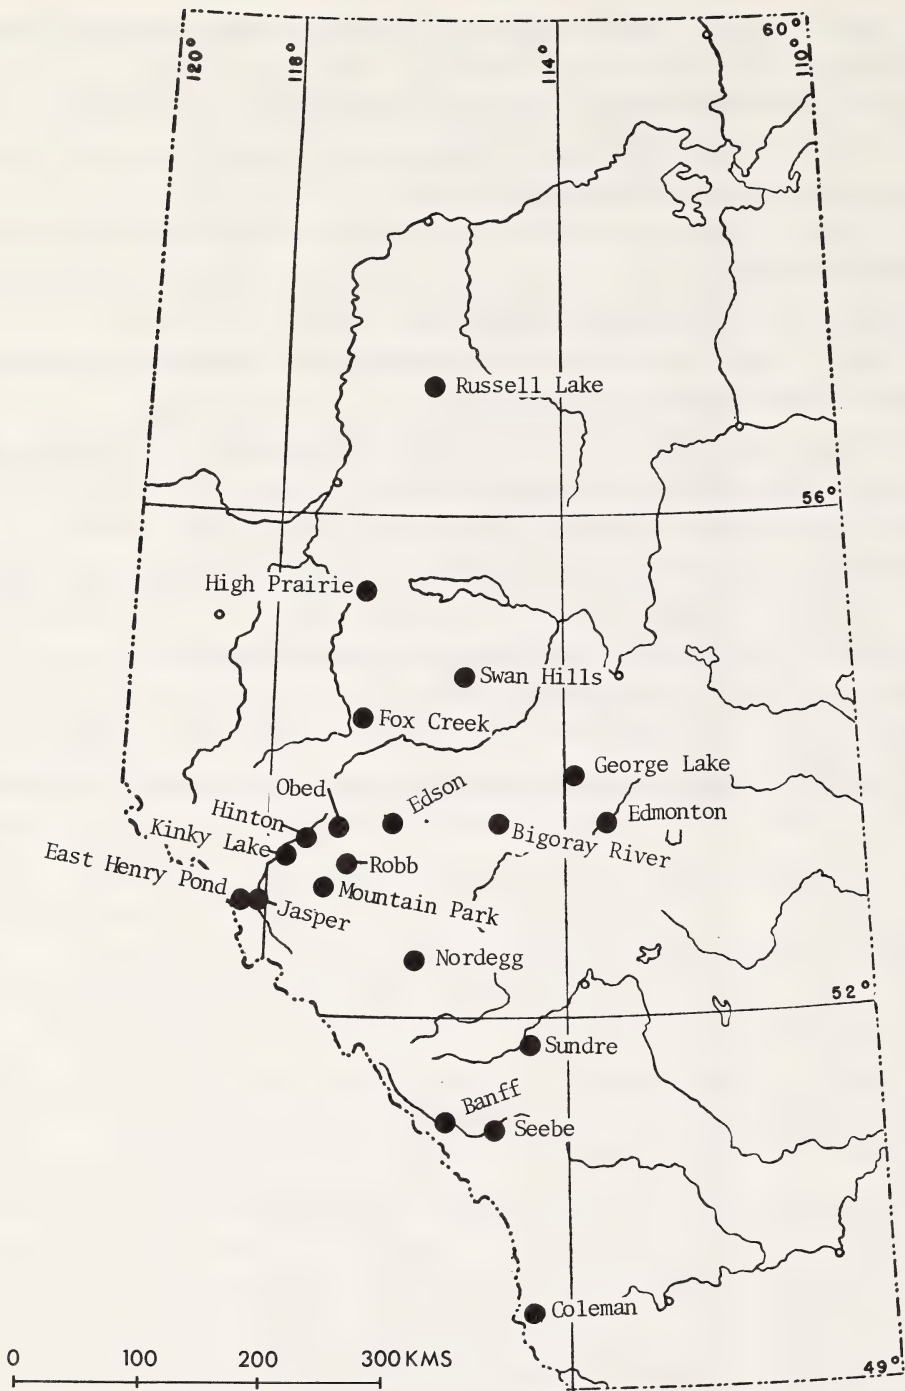 120°
118°
114°
60°
110°
Russell Lake
56°
High Prairie
Swan Hills
Fox Creek
George Lake
Obed
Edson
Hinton
Edmonton
Kinky Lake
Bigoray River
East Henry Pond
Robb
Mountain Park
Jasper
Nordegg
52°
Sundre
Banff
Seebe
Coleman
0 100 200 300 KMS
49°